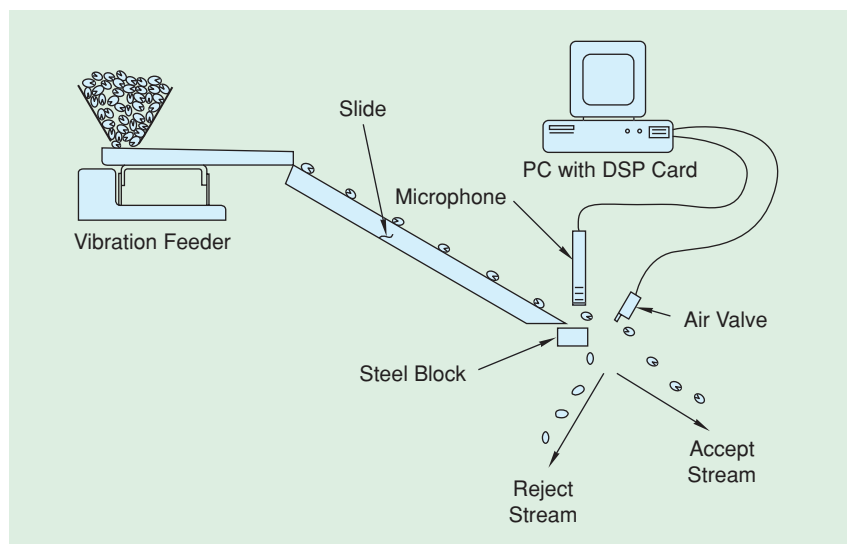 Slide
PC with DSP Card
Microphone
Vibration Feeder
Air Valve
Steel Block
Accept
Stream
Reject
Stream